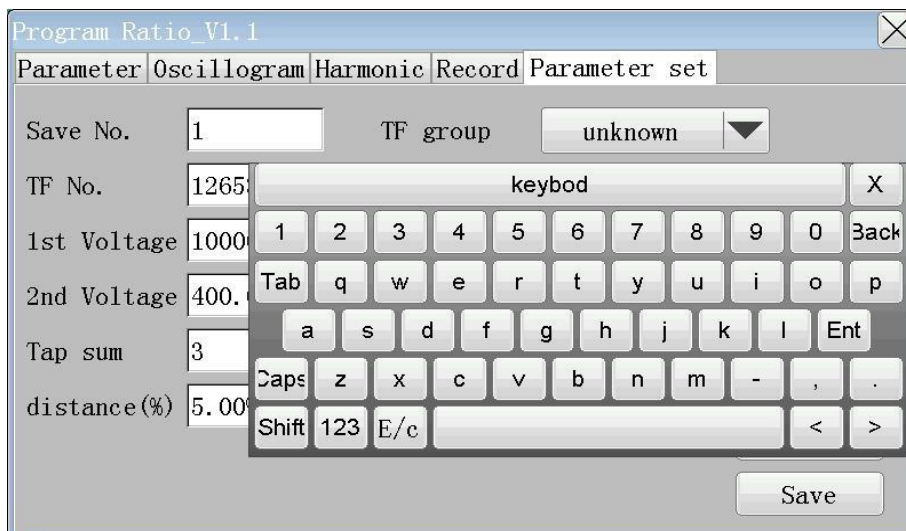 Program Ratio_V1.1
Parameter Oscillogram Harmonic Record Parameter set
Save No. 1 TF group unknown
TF No. 1265
keybod X
1st Voltage 1000
1 2 3 4 5 6 7 8 9 0 Back
2nd Voltage 400.
Tab q w e r t y u i o p
a s d f g h j k l Ent
Tap sum 3
Caps z x c v b n m - , .
distance(%) 5.00
Shift 123 E/c < >
Save